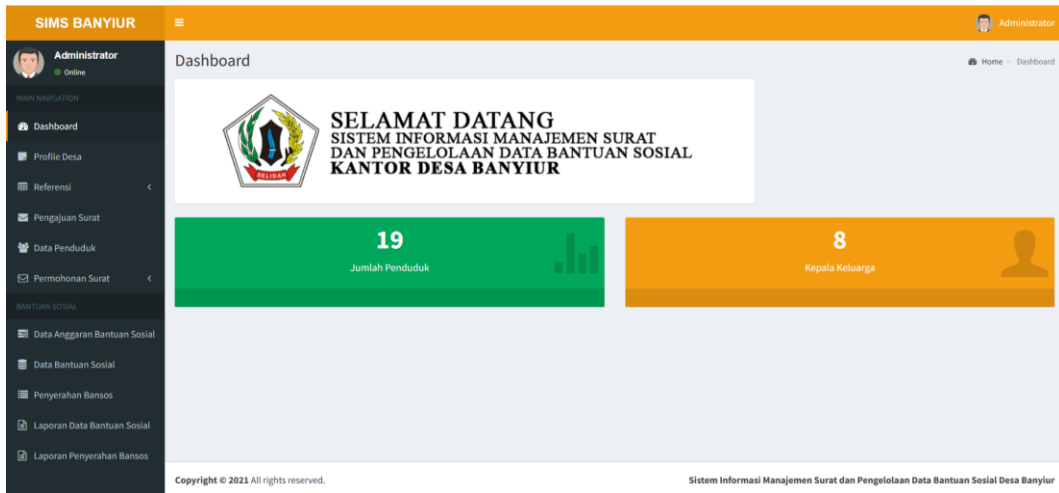 SIMS BANYIUR
Administrator
Administrator
Online
Dashboard
Home > Dashboard
MAIN NAVIGATION
Dashboard
Profile Desa
Referensi
Pengajuan Surat
Data Penduduk
Permohonan Surat
BANTUAN SOSIAL
Data Anggaran Bantuan Sosial
Data Bantuan Sosial
Penyerahan Bansos
Laporan Data Bantuan Sosial
Laporan Penyerahan Bansos
SELIDAH
SELAMAT DATANG
SISTEM INFORMASI MANAJEMEN SURAT
DAN PENGELOLAAN DATA BANTUAN SOSIAL
KANTOR DESA BANYIUR
19
Jumlah Penduduk
8
Kepala Keluarga
Copyright © 2021 All rights reserved.
Sistem Informasi Manajemen Surat dan Pengelolaan Data Bantuan Sosial Desa Banyiur